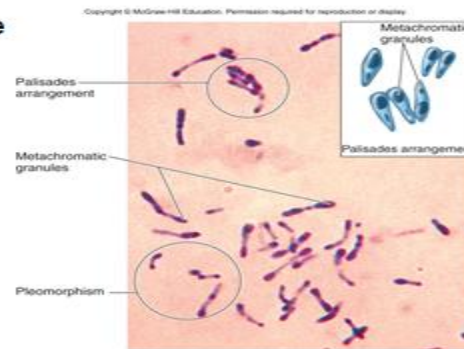 e
Copyright © McGraw-Hill Education. Permission required for reproduction or display.
Metachromatic
granules
Palisades
arrangement
Palisades arrangeme
Metachromatic
granules
Pleomorphism